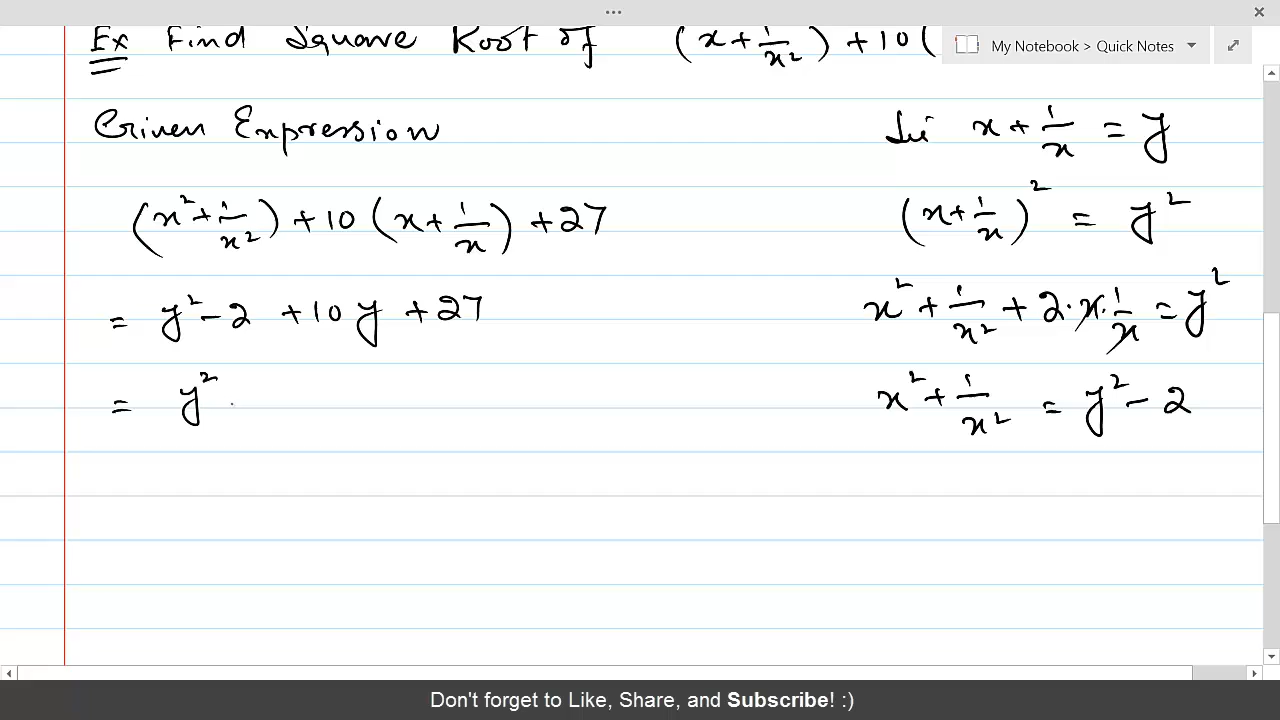 ...
My Notebook > Quick Notes
Ex Find Square Root of (x + 1/x²) + 10 (
Given Expression
(x² + 1/x²) + 10 (x + 1/x) + 27
= y² - 2 + 10 y + 27
= y²
x + 1/x = y
(x + 1/x)² = y²
x² + 1/x² + 2 · x · 1/x = y²
x² + 1/x² = y² - 2
Don't forget to Like, Share, and Subscribe! :)